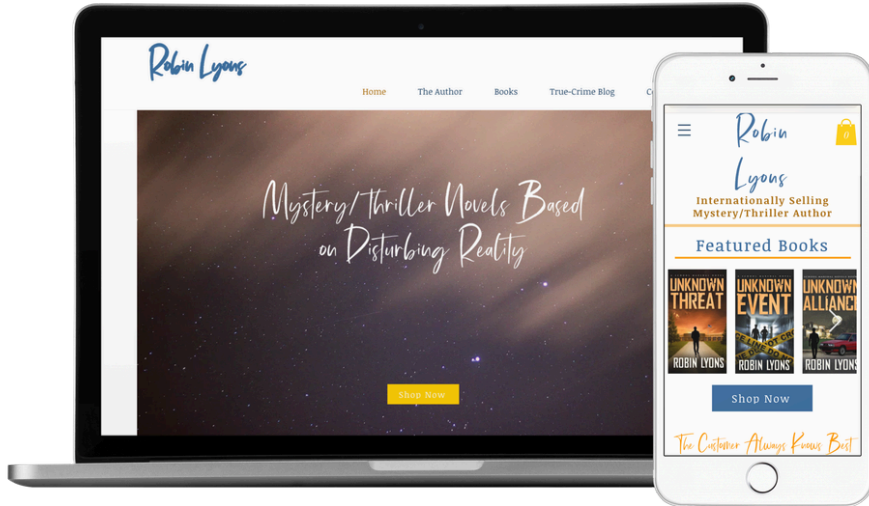 Robin Lyons
Home The Author Books True-Crime Blog
Mystery/Thriller Novels Based
on Disturbing Reality
Shop Now
0
Robin
Lyons
Internationally Selling
Mystery/Thriller Author
Featured Books
UNKNOWN
THREAT
ROBIN LYONS
UNKNOWN
EVENT
ROBIN LYONS
UNKNOWN
ALLIANC
ROBIN LYONS
Shop Now
The Customer Always Knows Best